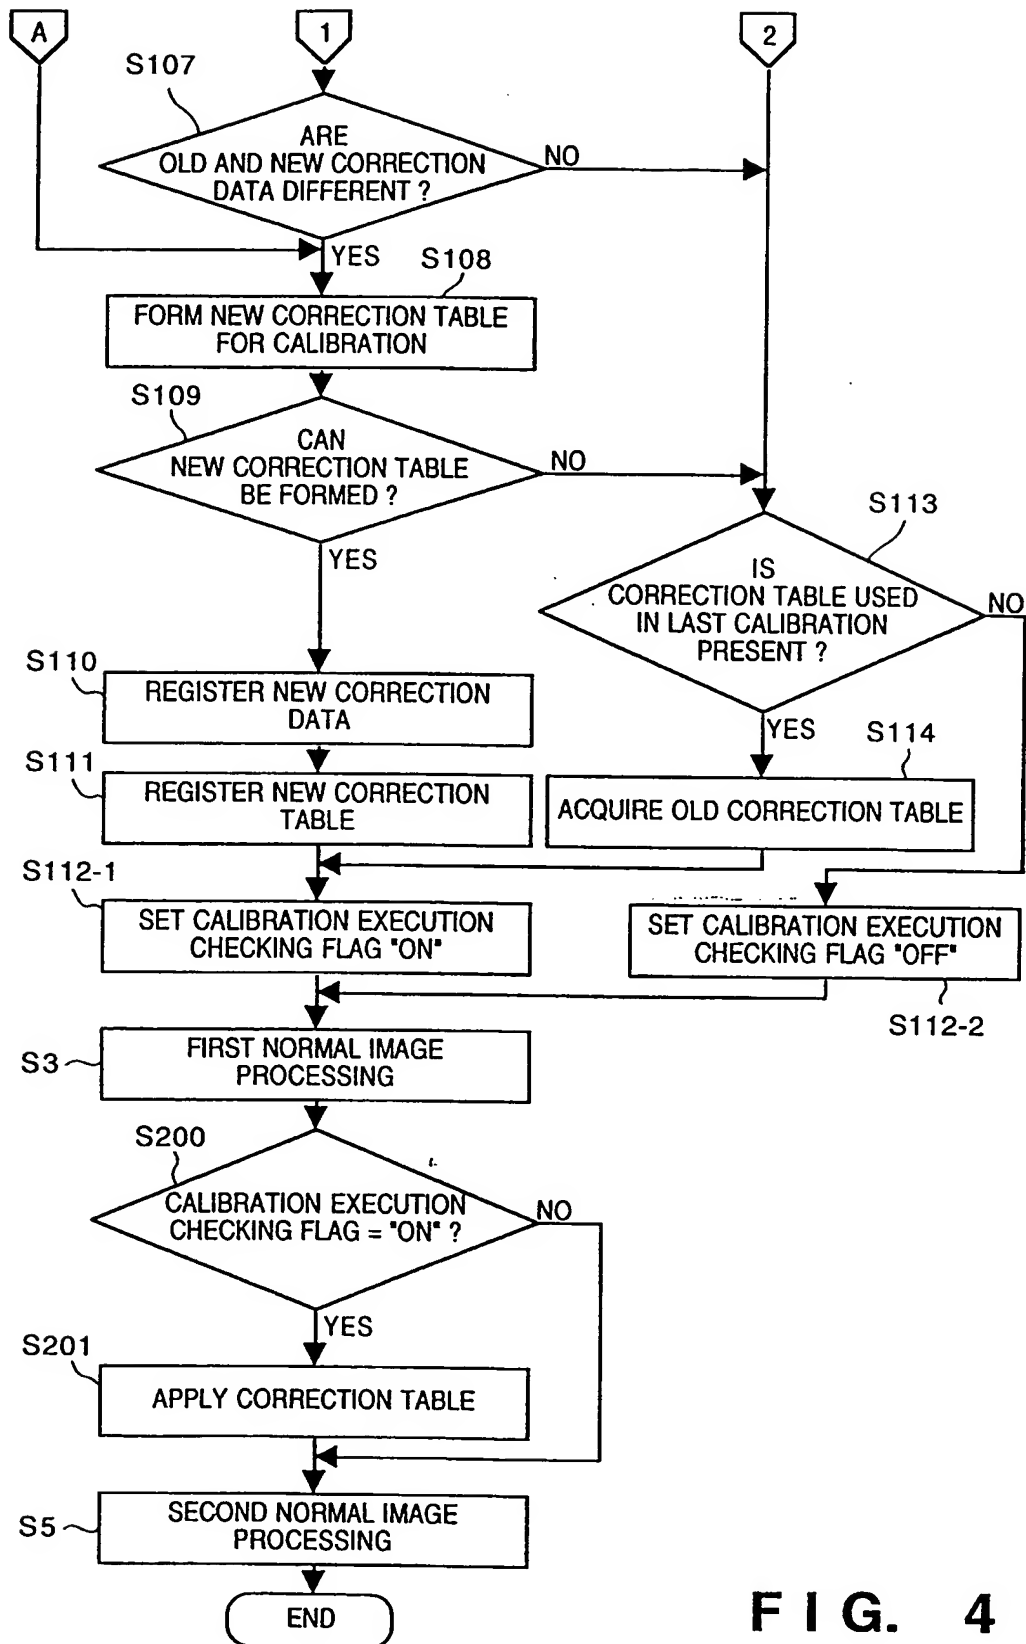 A
1
2
S107
ARE
OLD AND NEW CORRECTION
DATA DIFFERENT ?
NO
YES
S108
FORM NEW CORRECTION TABLE
FOR CALIBRATION
S109
CAN
NEW CORRECTION TABLE
BE FORMED ?
NO
YES
S113
IS
CORRECTION TABLE USED
IN LAST CALIBRATION
PRESENT ?
NO
YES
S110
REGISTER NEW CORRECTION
DATA
S111
REGISTER NEW CORRECTION
TABLE
S114
ACQUIRE OLD CORRECTION TABLE
S112-1
SET CALIBRATION EXECUTION
CHECKING FLAG "ON"
SET CALIBRATION EXECUTION
CHECKING FLAG "OFF"
S112-2
S3
FIRST NORMAL IMAGE
PROCESSING
S200
CALIBRATION EXECUTION
CHECKING FLAG = "ON" ?
NO
YES
S201
APPLY CORRECTION TABLE
S5
SECOND NORMAL IMAGE
PROCESSING
END
FIG. 4